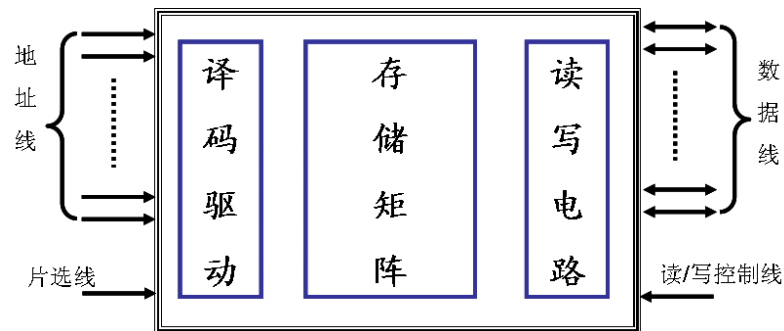 地址线
译码驱动
存储矩阵
读写电路
数据线
片选线
读/写控制线